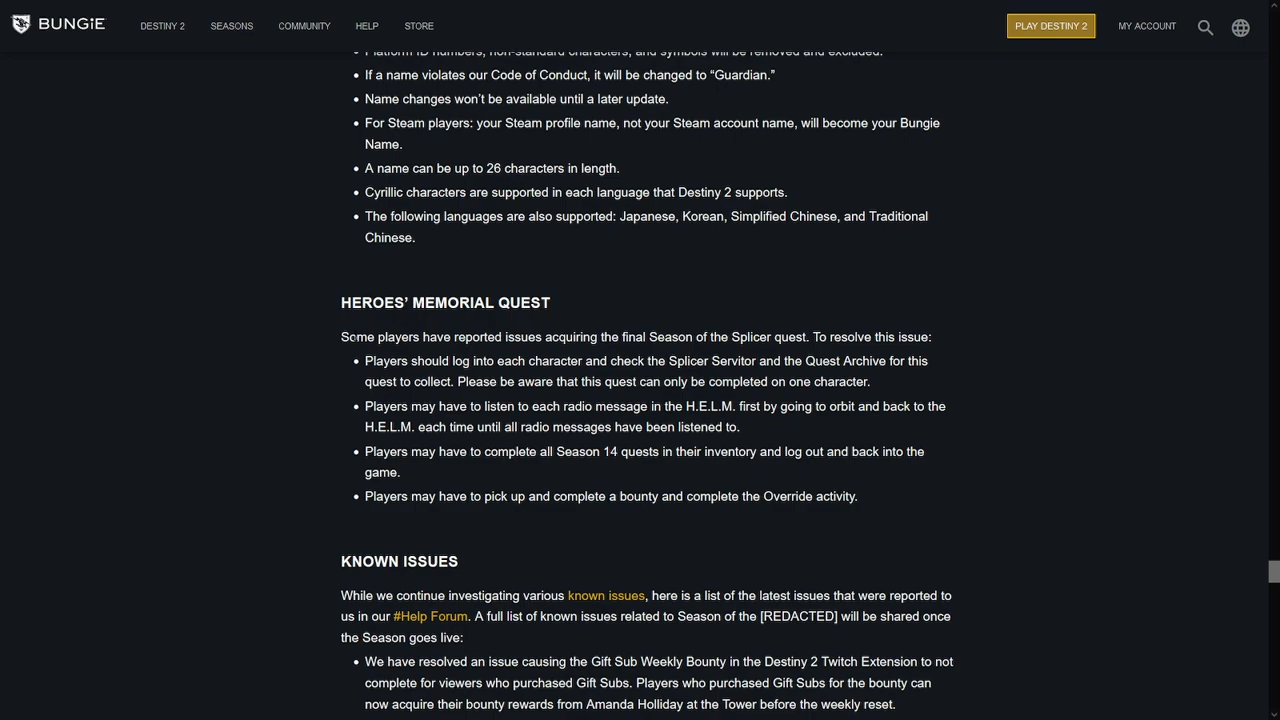 BUNGiE DESTINY 2 SEASONS COMMUNITY HELP STORE PLAY DESTINY 2 MY ACCOUNT
• Platform ID numbers, non-standard characters, and symbols will be removed and excluded.
• If a name violates our Code of Conduct, it will be changed to “Guardian.”
• Name changes won’t be available until a later update.
• For Steam players: your Steam profile name, not your Steam account name, will become your Bungie
Name.
• A name can be up to 26 characters in length.
• Cyrillic characters are supported in each language that Destiny 2 supports.
• The following languages are also supported: Japanese, Korean, Simplified Chinese, and Traditional
Chinese.
HEROES’ MEMORIAL QUEST
Some players have reported issues acquiring the final Season of the Splicer quest. To resolve this issue:
• Players should log into each character and check the Splicer Servitor and the Quest Archive for this
quest to collect. Please be aware that this quest can only be completed on one character.
• Players may have to listen to each radio message in the H.E.L.M. first by going to orbit and back to the
H.E.L.M. each time until all radio messages have been listened to.
• Players may have to complete all Season 14 quests in their inventory and log out and back into the
game.
• Players may have to pick up and complete a bounty and complete the Override activity.
KNOWN ISSUES
While we continue investigating various known issues, here is a list of the latest issues that were reported to
us in our #Help Forum. A full list of known issues related to Season of the [REDACTED] will be shared once
the Season goes live:
• We have resolved an issue causing the Gift Sub Weekly Bounty in the Destiny 2 Twitch Extension to not
complete for viewers who purchased Gift Subs. Players who purchased Gift Subs for the bounty can
now acquire their bounty rewards from Amanda Holliday at the Tower before the weekly reset.